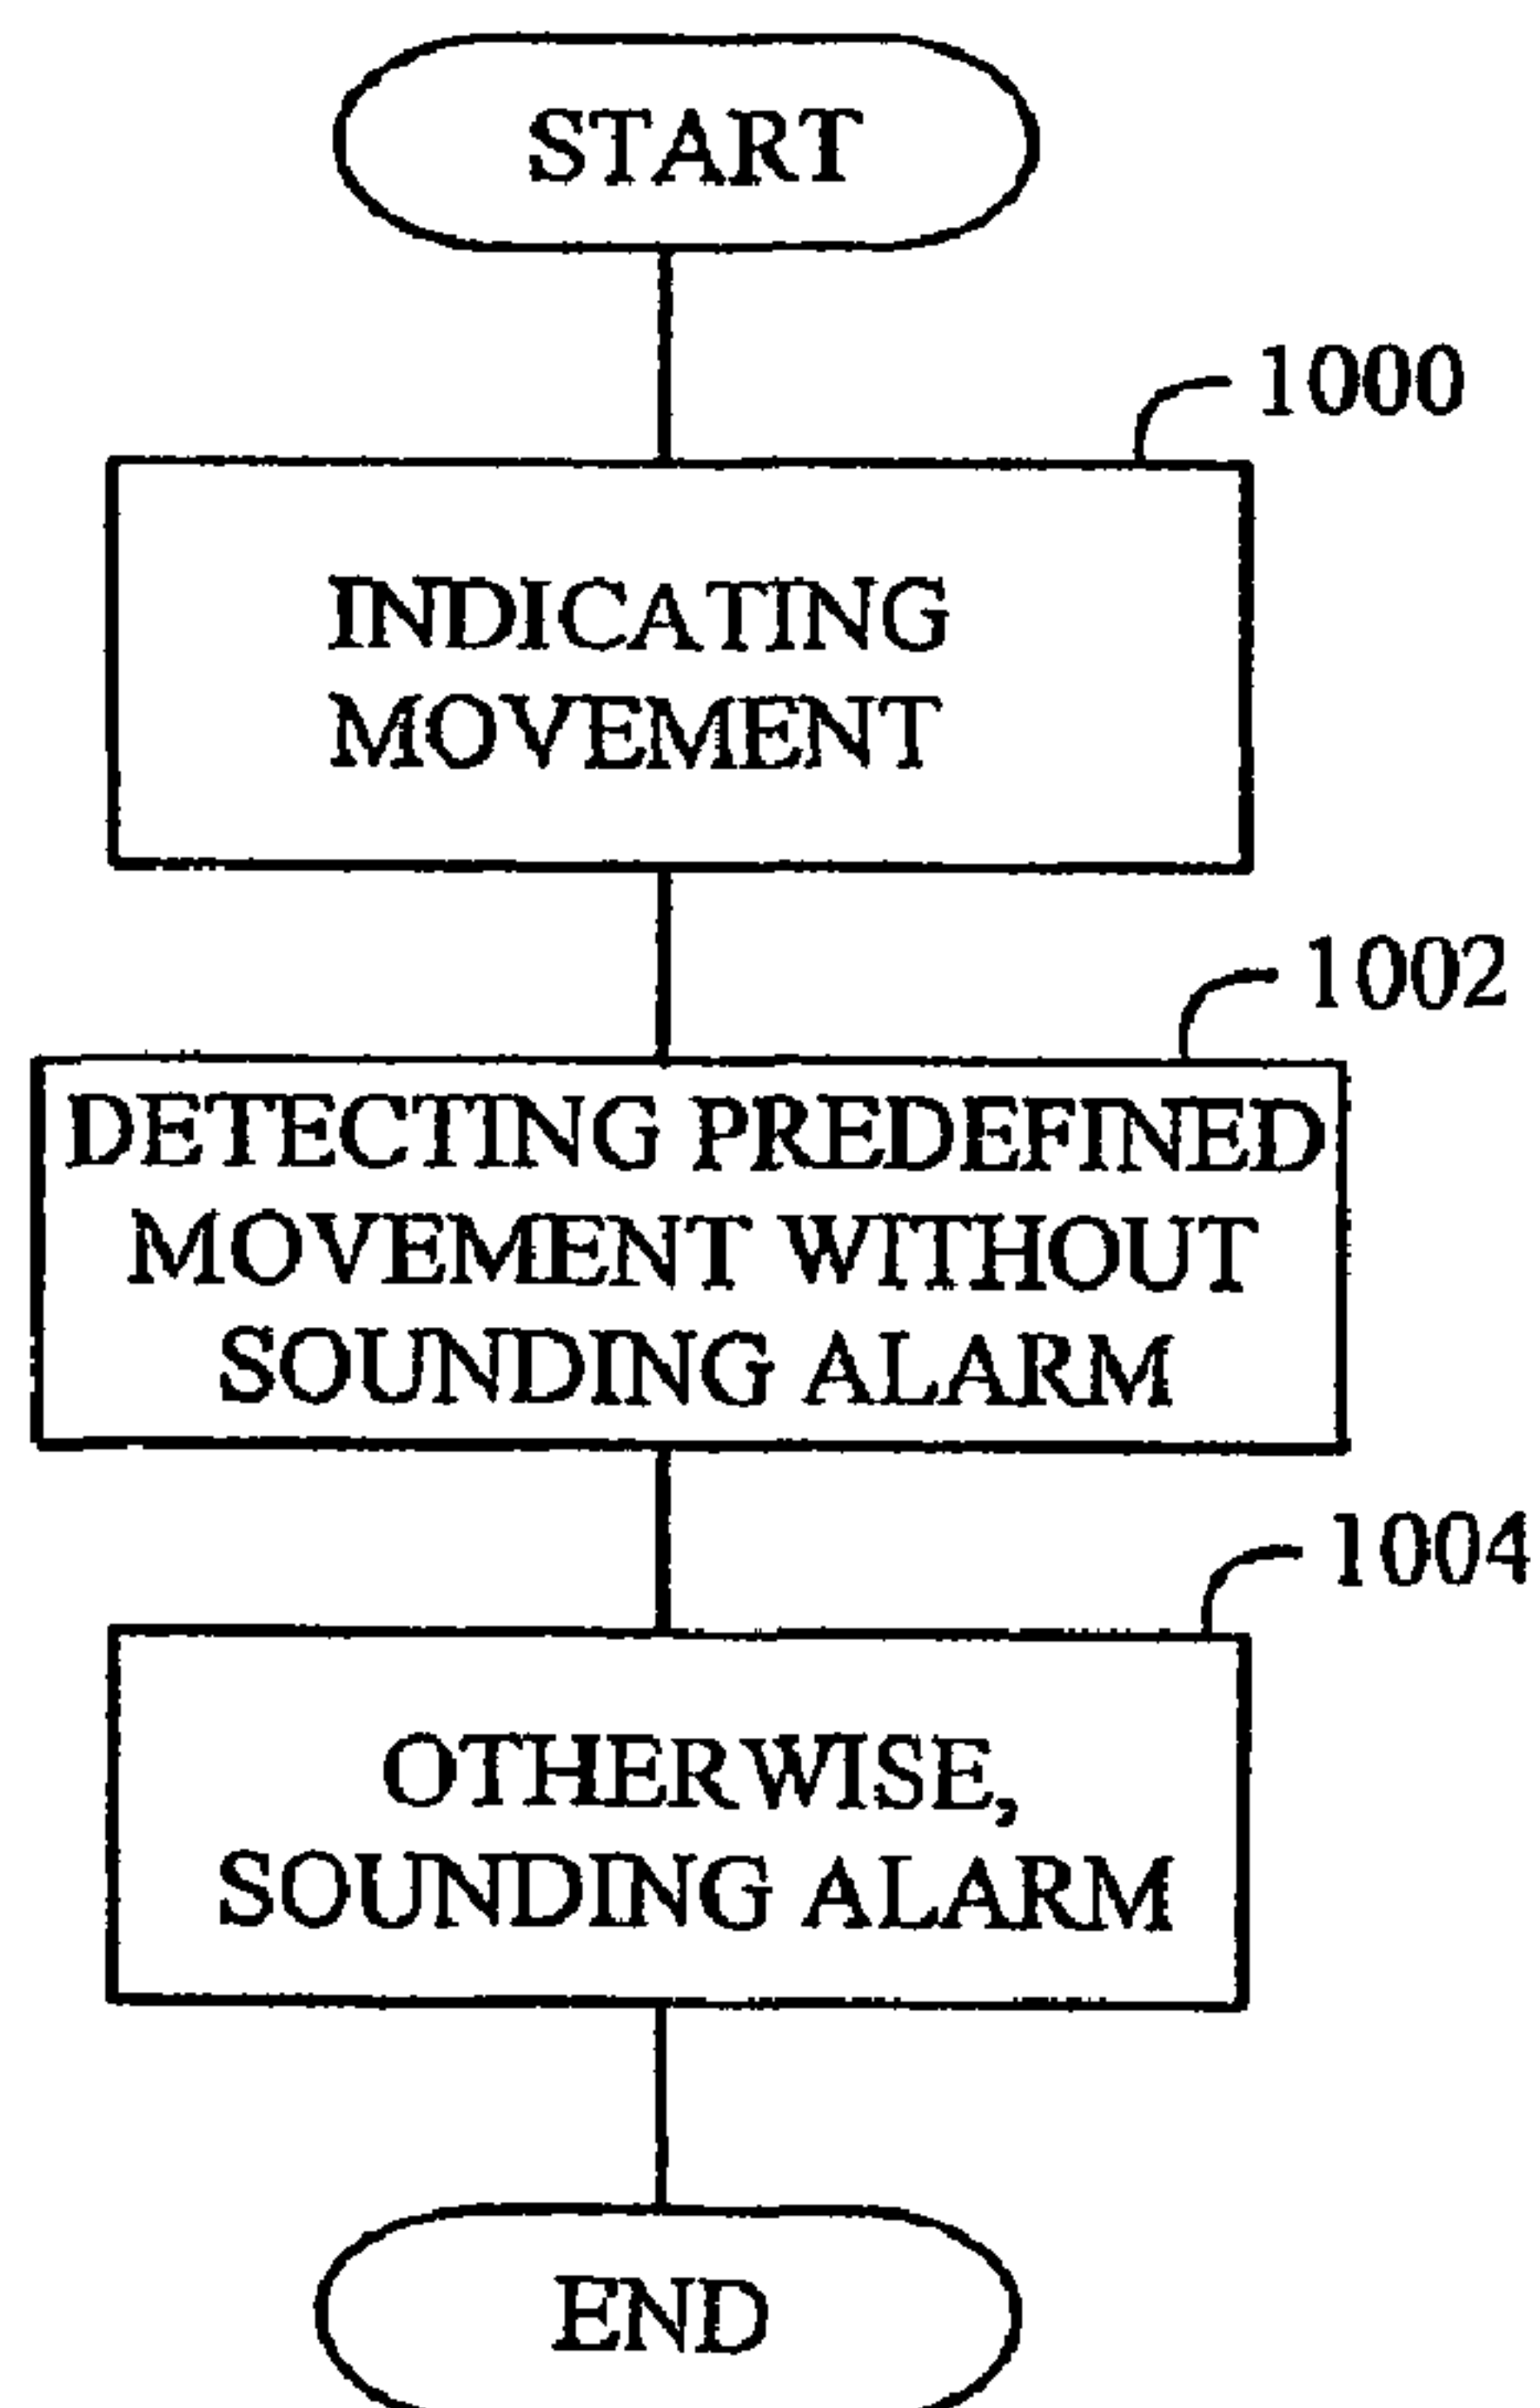 START
1000
INDICATING
MOVEMENT
1002
DETECTING PREDEFINED
MOVEMENT WITHOUT
SOUNDING ALARM
1004
OTHERWISE,
SOUNDING ALARM
END